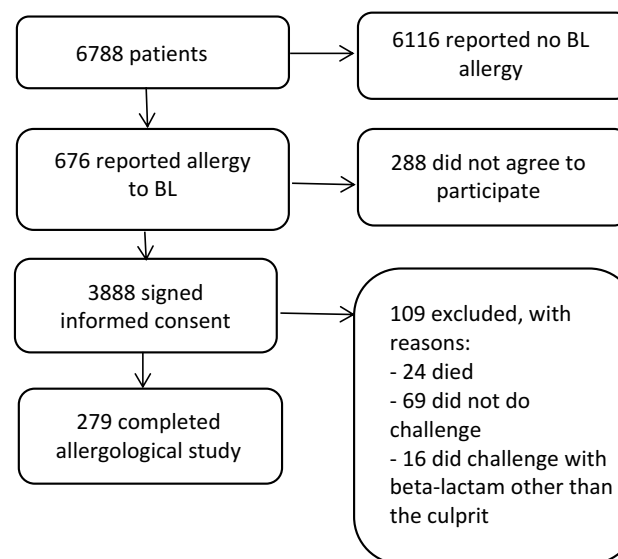 6788 patients
6116 reported no BL
allergy
676 reported allergy
to BL
288 did not agree to
participate
3888 signed
informed consent
109 excluded, with
reasons:
- 24 died
- 69 did not do
challenge
- 16 did challenge with
beta-lactam other than
the culprit
279 completed
allergological study